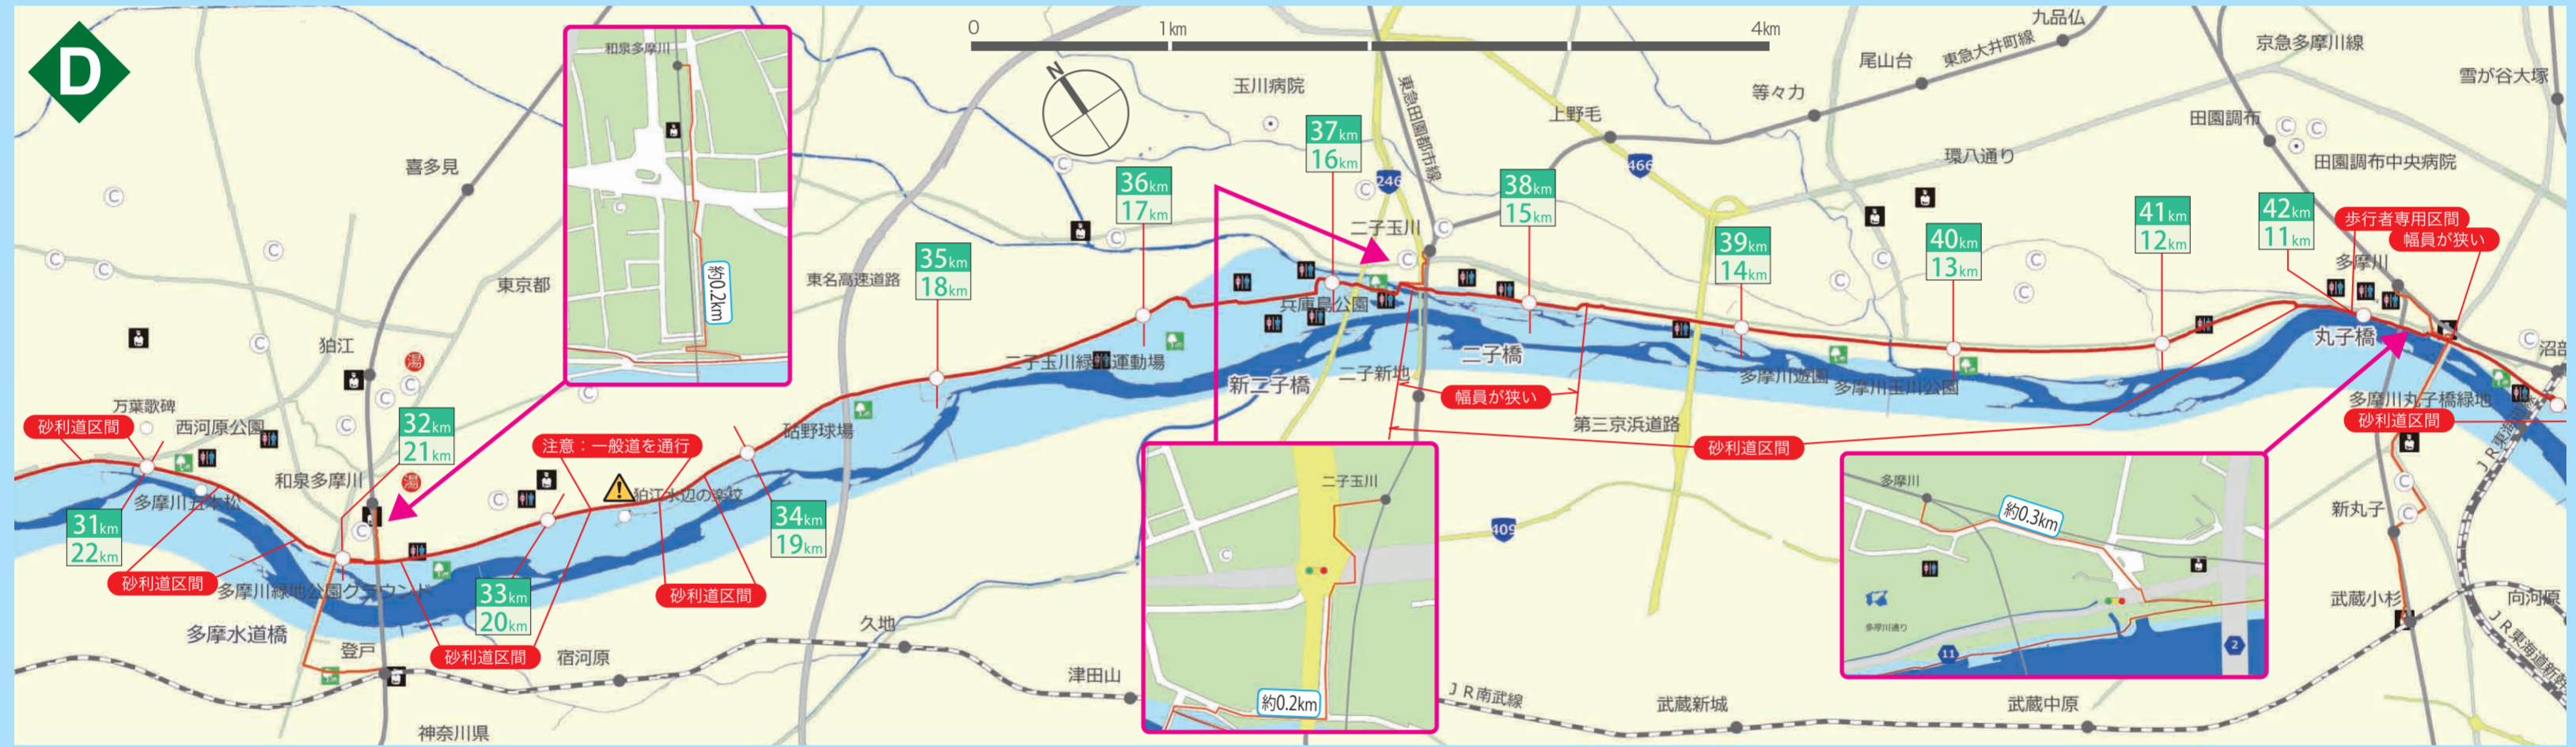 D
0 1km 4km
N
九品仏
京急多摩川線
東急大井町線
尾山台
雪が谷大塚
和泉多摩川
玉川病院
東急田園都市線
等々力
上野毛
田園調布
喜多見
37km
16km
466
環八通り
田園調布中央病院
36km
17km
246
38km
15km
41km
12km
42km
11km
歩行者専用区間
幅員が狭い
二子玉川
39km
14km
40km
13km
多摩川
東京都
約0.2km
東名高速道路
35km
18km
兵庫島公園
狛江
湯
二子玉川緑地運動場
新二子橋
二子新地
二子橋
多摩川遊園
多摩川玉川公園
丸子橋
万葉歌碑
砂利道区間
西河原公園
32km
21km
注意：一般道を通行
砧野球場
幅員が狭い
第三京浜道路
砂利道区間
多摩川丸子橋緑地
砂利道区間
和泉多摩川
湯
多摩川五本松
狛江水辺の楽校
31km
22km
34km
19km
砂利道区間
多摩川緑地公園グラウンド
33km
20km
砂利道区間
二子玉川
409
多摩川
約0.3km
新丸子
多摩水道橋
登戸
砂利道区間
宿河原
久地
津田山
約0.2km
多摩川通り
11
2
武蔵小杉
向河原
神奈川県
ＪＲ南武線
武蔵新城
武蔵中原